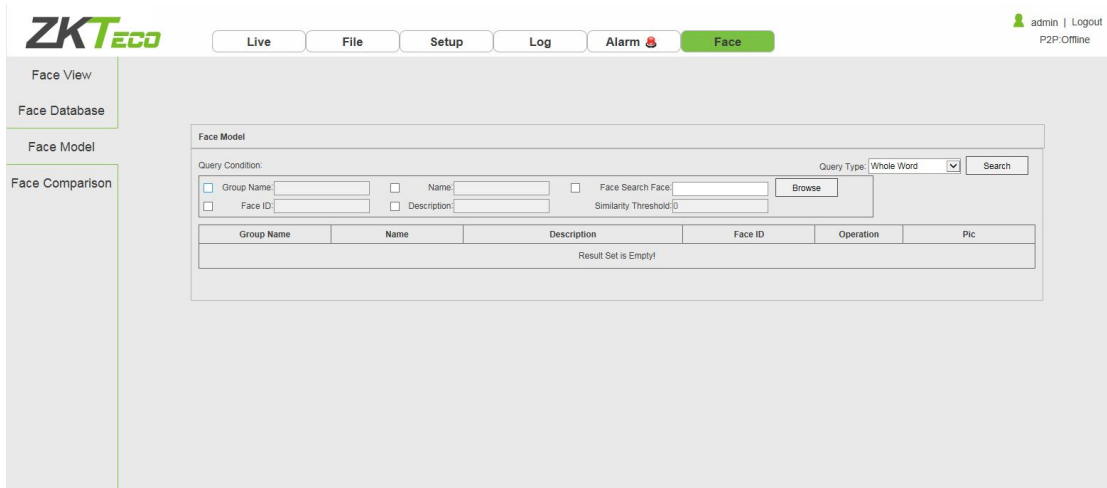 ZKTECO
admin | Logout
P2P:Offline
Live File Setup Log Alarm Face
Face View
Face Database
Face Model
Face Comparison
Face Model
Query Condition:
Query Type: Whole Word Search
Group Name: Name: Face Search Face: Browse
Face ID: Description: Similarity Threshold: 0
Group Name Name Description Face ID Operation Pic
Result Set is Empty!